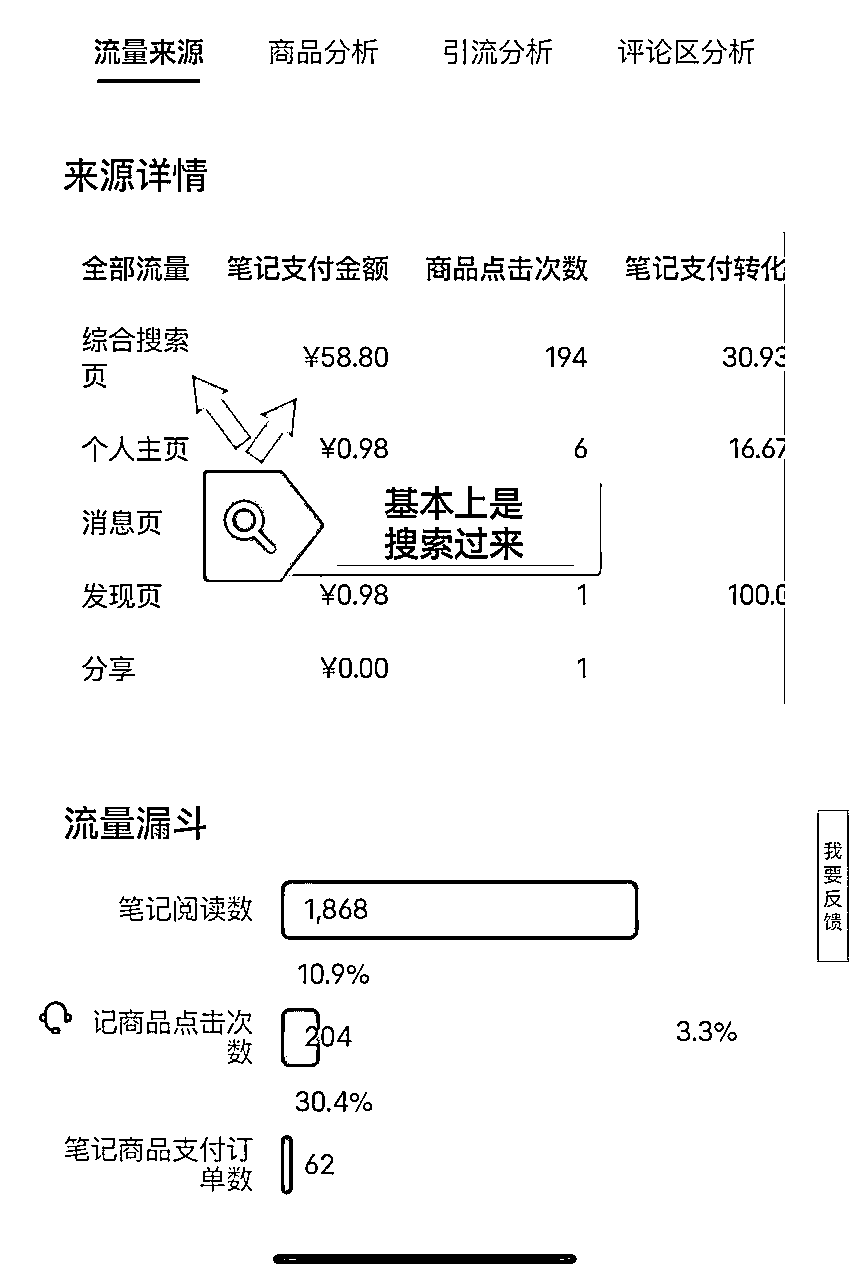 流量来源 商品分析 引流分析 评论区分析
来源详情
全部流量 笔记支付金额 商品点击次数 笔记支付转化
综合搜索
页 ¥58.80 194 30.93
个人主页 ¥0.98 6 16.67
消息页
基本上是
搜索过来
发现页 ¥0.98 1 100.0
分享 ¥0.00 1
流量漏斗
我要反馈
笔记阅读数 1,868
10.9%
记商品点击次
数 204 3.3%
30.4%
笔记商品支付订
单数 62